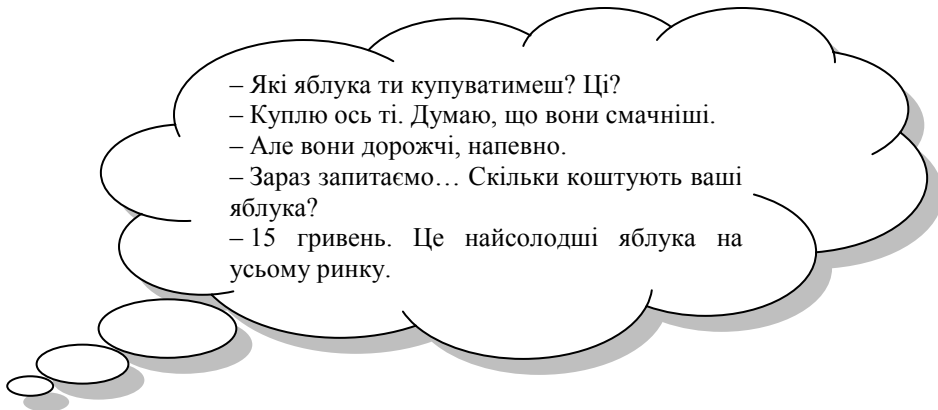 – Які яблука ти купуватимеш? Ці?
– Куплю ось ті. Думаю, що вони смачніші.
– Але вони дорожчі, напевно.
– Зараз запитаємо… Скільки коштують ваші
яблука?
– 15 гривень. Це найсолодші яблука на
усьому ринку.